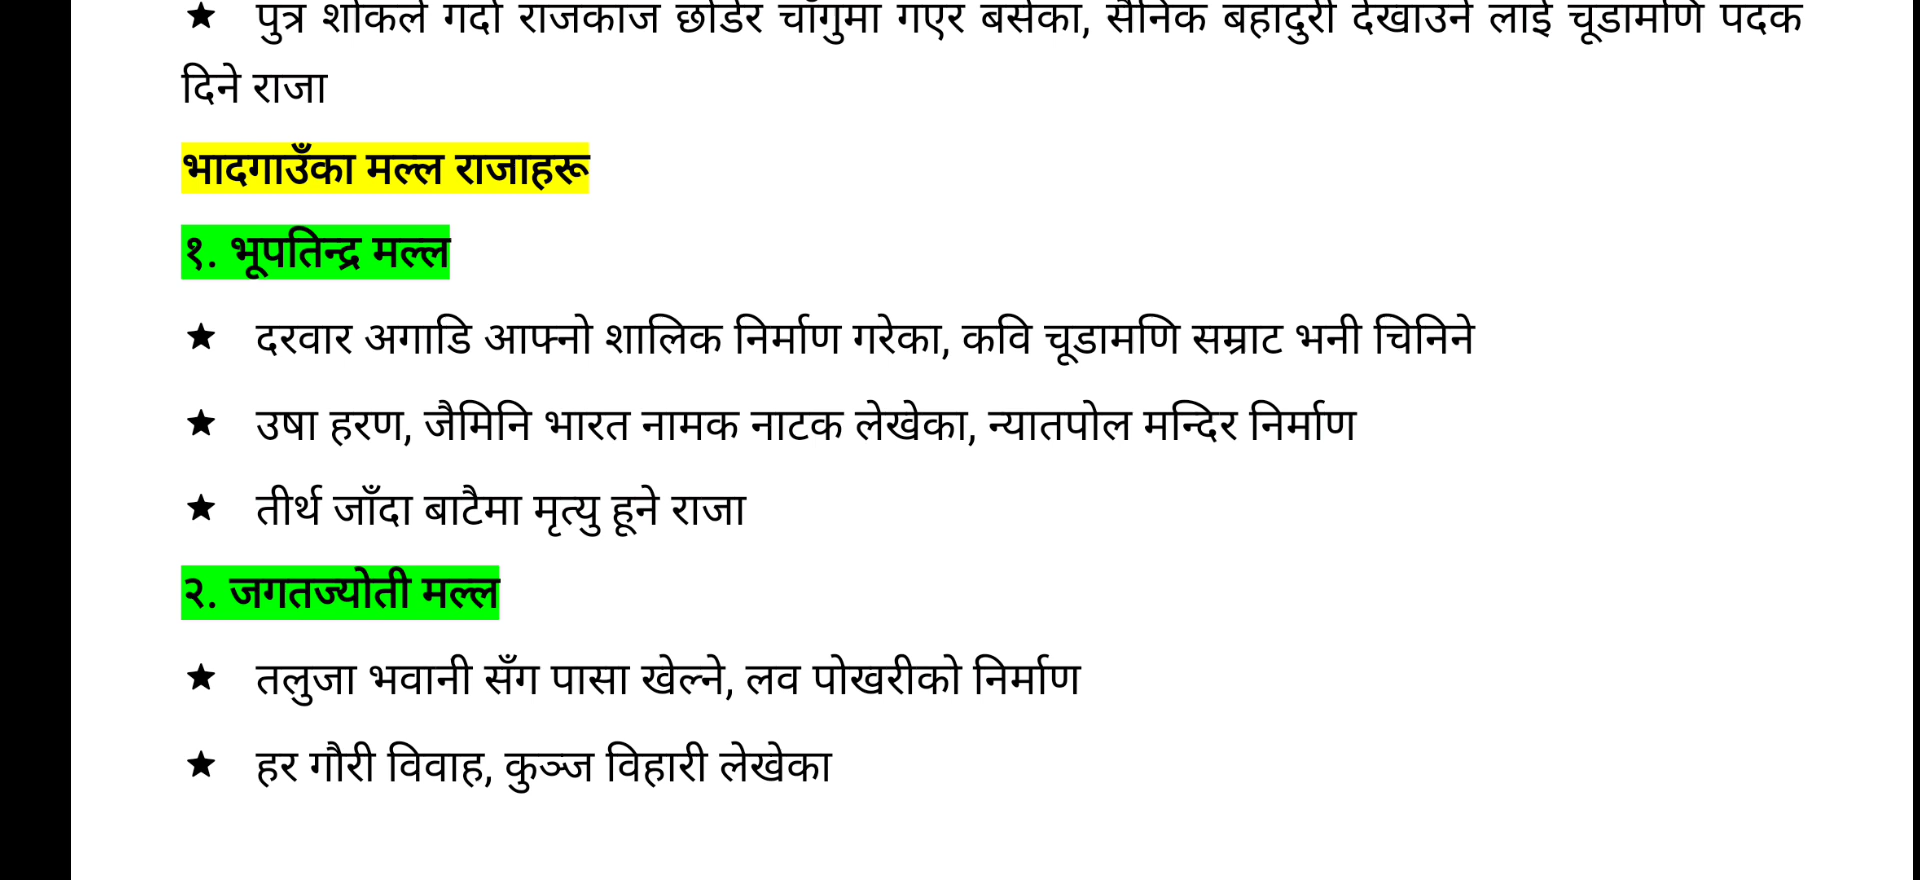 ★ पुत्र शोकले गर्दा राजकाज छोडेर चाँगुमा गएर बसेका, सैनिक बहादुरी देखाउने लाई चूडामणि पदक
दिने राजा
भादगाउँका मल्ल राजाहरू
१. भूपतिन्द्र मल्ल
★ दरवार अगाडि आफ्नो शालिक निर्माण गरेका, कवि चूडामणि सम्राट भनी चिनिने
★ उषा हरण, जैमिनि भारत नामक नाटक लेखेका, न्यातपोल मन्दिर निर्माण
★ तीर्थ जाँदा बाटैमा मृत्यु हूने राजा
२. जगतज्योती मल्ल
★ तलुजा भवानी सँग पासा खेल्ने, लव पोखरीको निर्माण
★ हर गौरी विवाह, कुञ्ज विहारी लेखेका